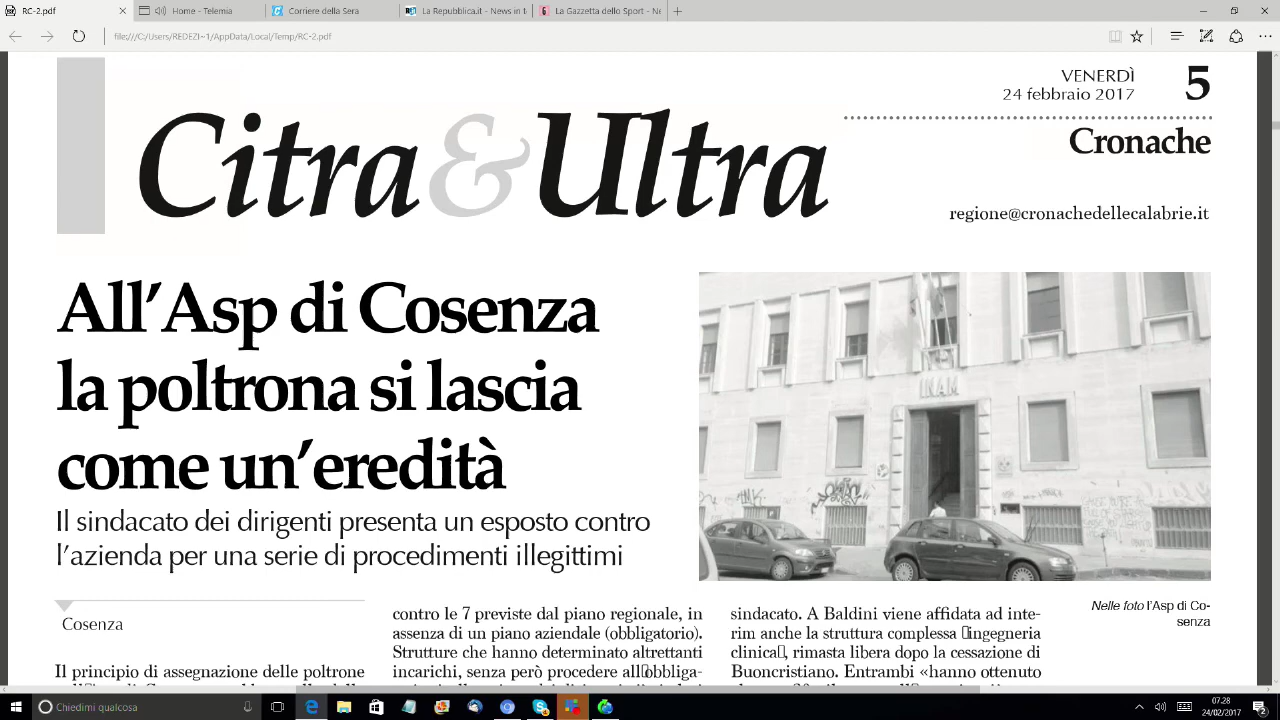 RC-2.pdf
Home - Telemia
Corriere della Sera
La Repubblica.it - News in t
La Gazzetta dello Sport - Ne
file:///C:/Users/REDEZI~1/AppData/Local/Temp/RC-2.pdf
VENERDÌ
24 febbraio 2017
5
Citra&Ultra
Cronache
regione@cronachedellecalabrie.it
All'Asp di Cosenza
la poltrona si lascia
come un'eredità
Il sindacato dei dirigenti presenta un esposto contro
l'azienda per una serie di procedimenti illegittimi
INAM
Nelle foto l'Asp di Co-
senza
Cosenza
Il principio di assegnazione delle poltrone
contro le 7 previste dal piano regionale, in
assenza di un piano aziendale (obbligatorio).
Strutture che hanno determinato altrettanti
incarichi, senza però procedere all▯obbliga-
sindacato. A Baldini viene affidata ad inte-
rim anche la struttura complessa ▯ingegneria
clinica▯, rimasta libera dopo la cessazione di
Buoncristiano. Entrambi «hanno ottenuto
Chiedimi qualcosa
07.28
24/02/2017
2